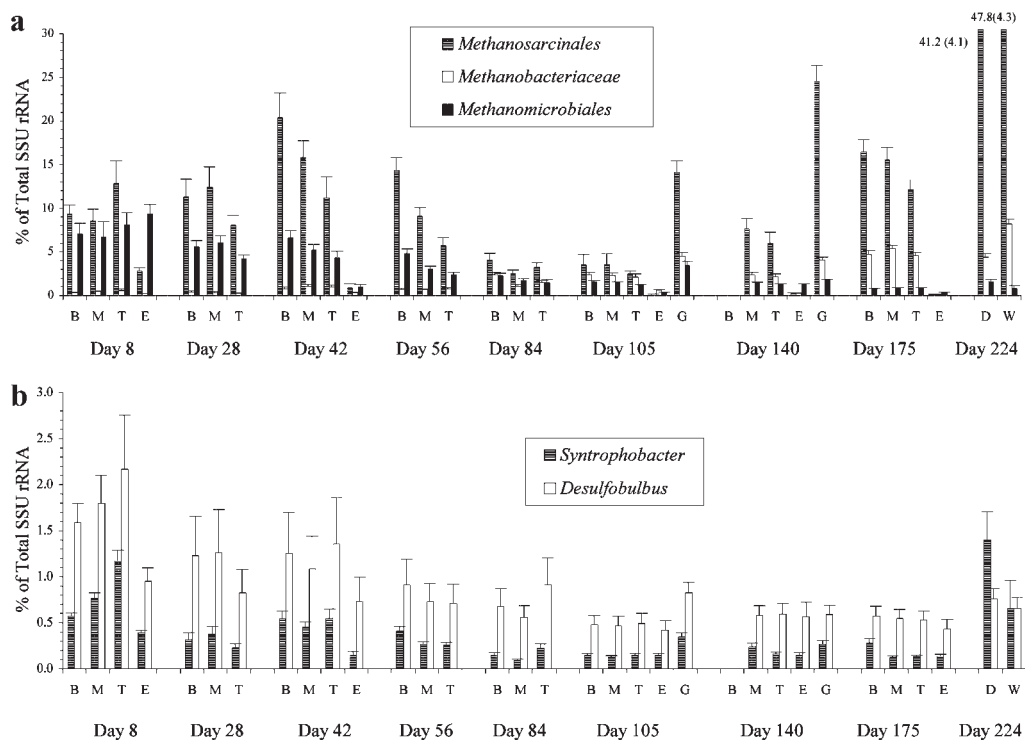 a
47.8(4.3)
41.2 (4.1)
Methanosarcinales
Methanobacteriaceae
Methanomicrobiales
% of Total SSU rRNA
30
25
20
15
10
5
0
B M T E B M T B M T E B M T B M T B M T E G B M T E G B M T E D W
Day 8 Day 28 Day 42 Day 56 Day 84 Day 105 Day 140 Day 175 Day 224
b
Syntrophobacter
Desulfobulbus
% of Total SSU rRNA
3.0
2.5
2.0
1.5
1.0
0.5
0.0
B M T E B M T B M T E B M T B M T B M T E G B M T E G B M T E D W
Day 8 Day 28 Day 42 Day 56 Day 84 Day 105 Day 140 Day 175 Day 224